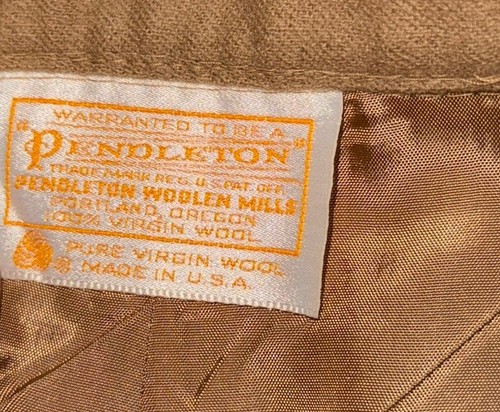 WARRANTED TO BE A
"PENDLETON"
TRADE MARK REG. U.S. PAT. OFF.
PENDLETON WOOLEN MILLS
PORTLAND, OREGON
100% VIRGIN WOOL
PURE VIRGIN WOOL
® MADE IN U.S.A.